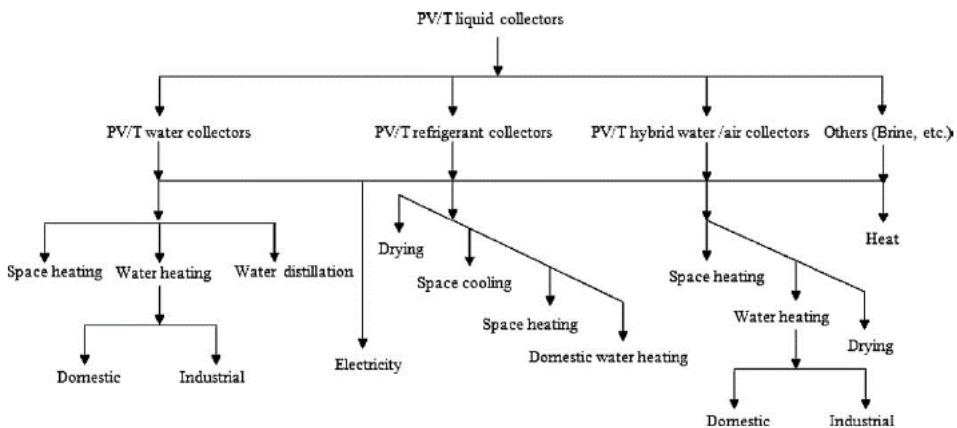 PV/T liquid collectors
PV/T water collectors
PV/T refrigerant collectors
PV/T hybrid water /air collectors
Others (Brine, etc.)
Space heating
Water heating
Water distillation
Domestic
Industrial
Electricity
Drying
Space cooling
Space heating
Domestic water heating
Space heating
Water heating
Drying
Domestic
Industrial
Heat